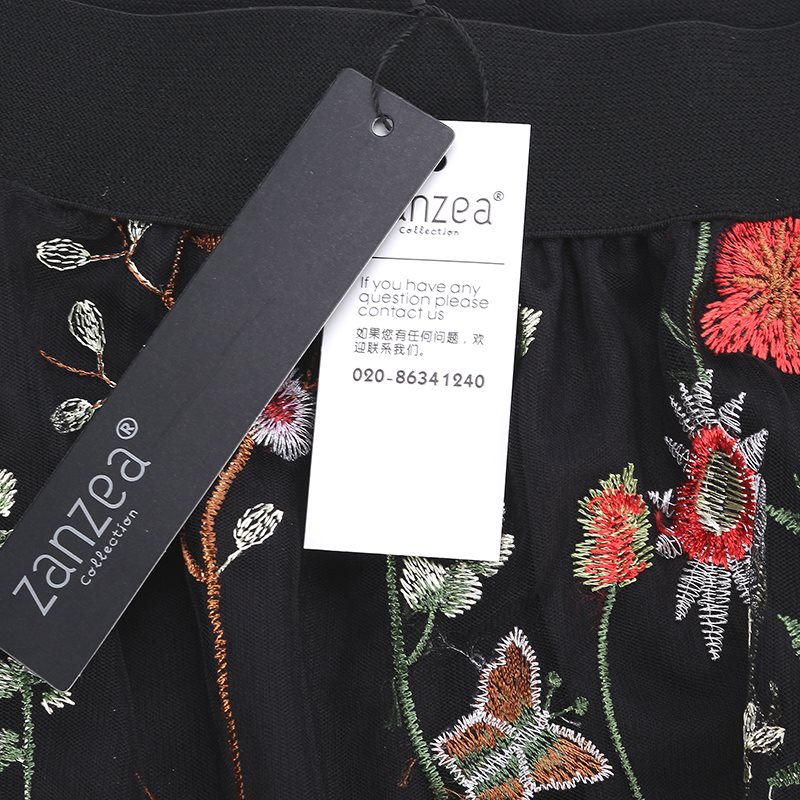 zanzea®
Collection
zanzea®
Collection
If you have any
question please
contact us
如果您有任何问题，欢
迎联系我们。
020-86341240